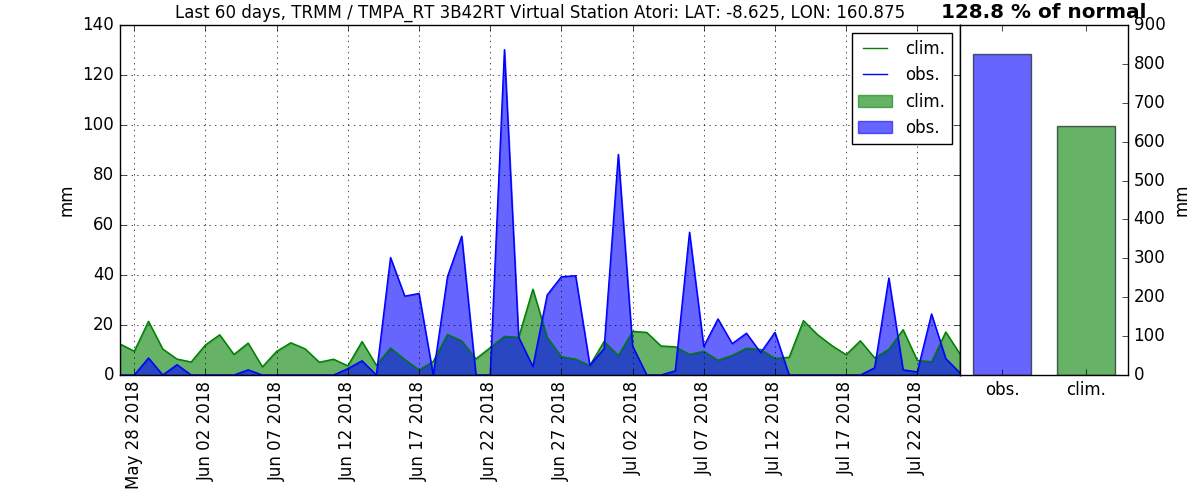 Last 60 days, TRMM / TMPA_RT 3B42RT Virtual Station Atori: LAT: -8.625, LON: 160.875
128.8 % of normal
mm
140
120
100
80
60
40
20
0
clim.
obs.
clim.
obs.
May 28 2018
Jun 02 2018
Jun 07 2018
Jun 12 2018
Jun 17 2018
Jun 22 2018
Jun 27 2018
Jul 02 2018
Jul 07 2018
Jul 12 2018
Jul 17 2018
Jul 22 2018
obs.
clim.
900
800
700
600
500
400
300
200
100
0
mm